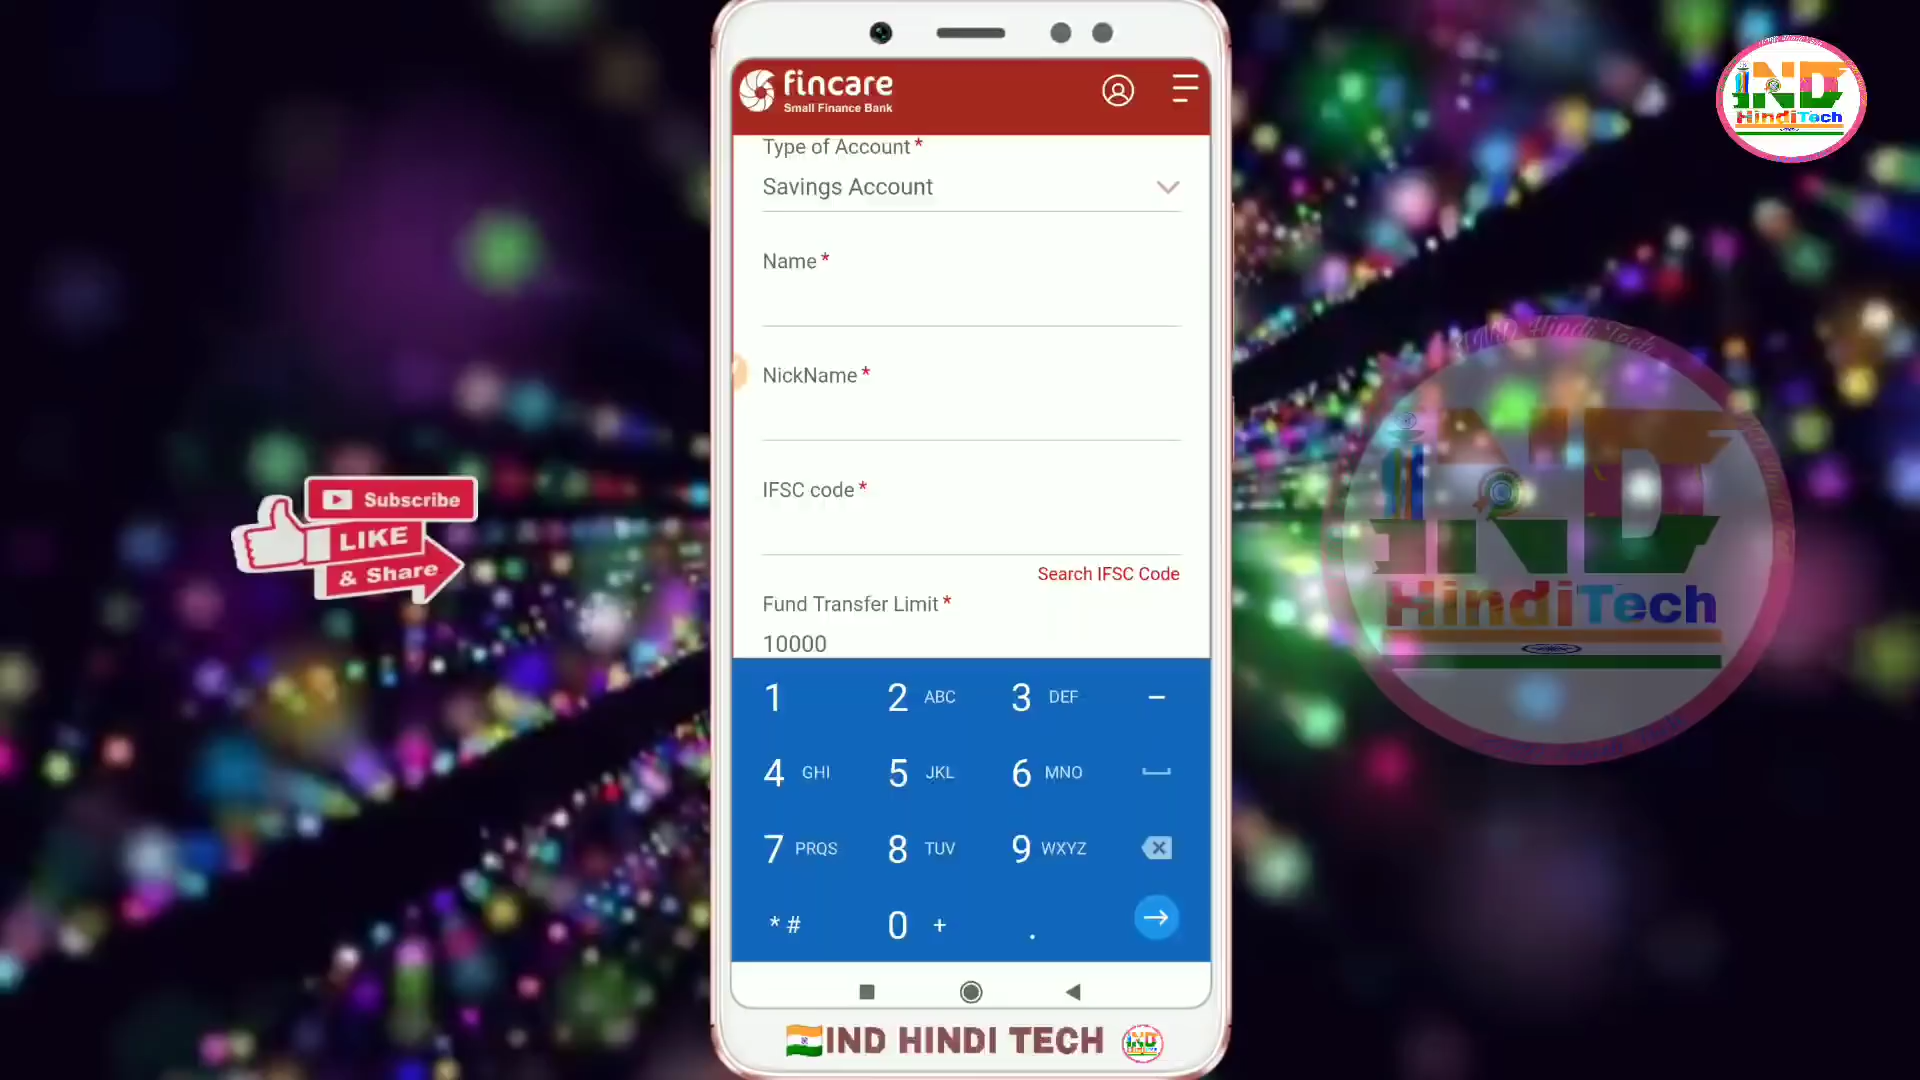 fincare
Small Finance Bank
Type of Account *
Savings Account
Name *
NickName *
IFSC code *
Search IFSC Code
Fund Transfer Limit *
10000
1
2 ABC
3 DEF
-
4 GHI
5 JKL
6 MNO
7 PRQS
8 TUV
9 WXYZ
* #
0 +
.
IND HINDI TECH
Subscribe
LIKE
& Share
IND
HindiTech
IND
HindiTech